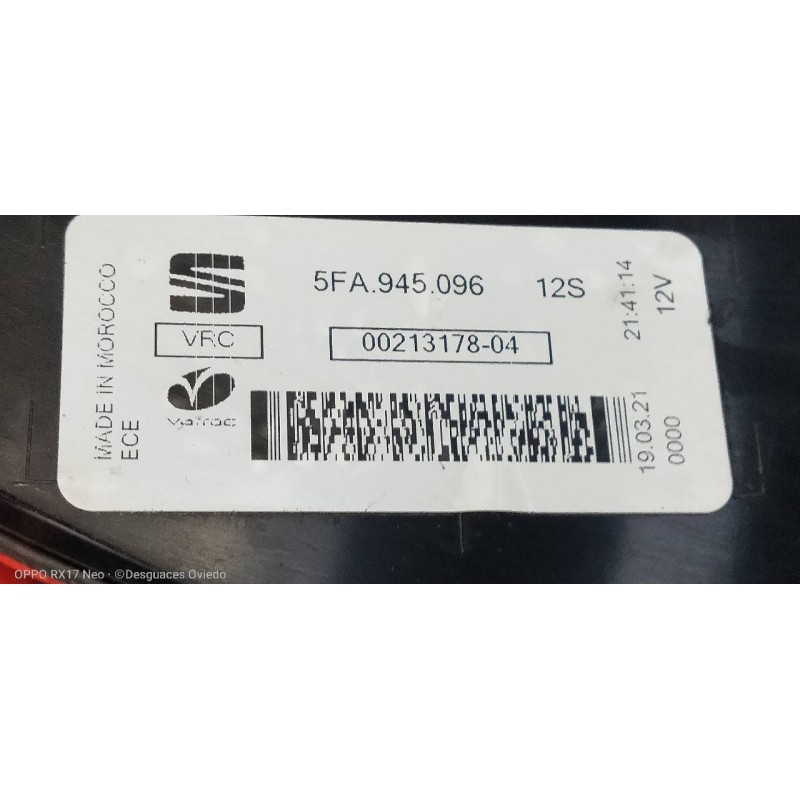 MADE IN MOROCCO
ECE
5FA.945.096 12S
VRC
00213178-04
Valtrac
21:41:14
12V
19.03.21
0000
OPPO RX17 Neo · ©Desguaces Oviedo